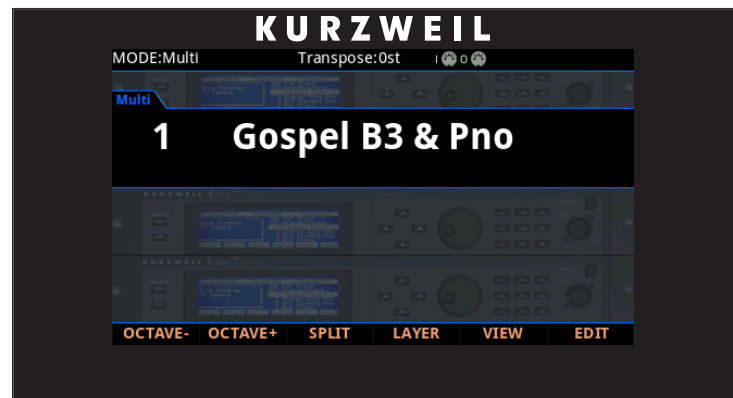 KURZWEIL
MODE:Multi Transpose:0st I O
Multi
1 Gospel B3 & Pno
OCTAVE- OCTAVE+ SPLIT LAYER VIEW EDIT